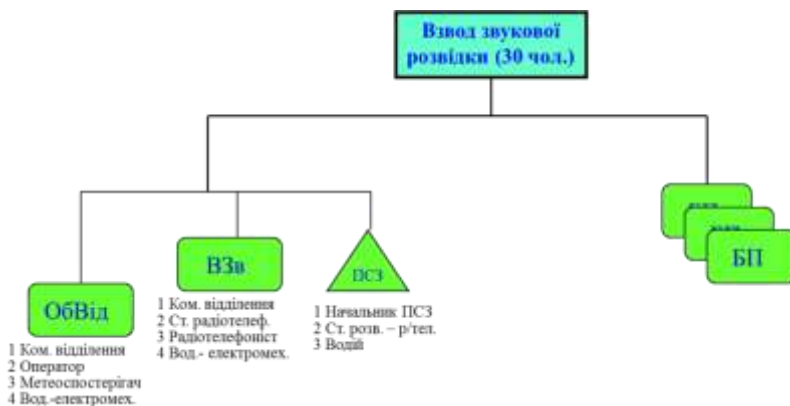 Взвод звукової
розвідки (30 чол.)
БП
ВЗв
ПСЗ
ОбВід
1 Ком. відділення
2 Ст. радіотелеф.
3 Радіотелефоніст
4 Вод.- електромех.
1 Начальник ПСЗ
2 Ст. розв. – р/тел.
3 Водій
1 Ком. відділення
2 Оператор
3 Метеоспостерігач
4 Вод.-електромех.